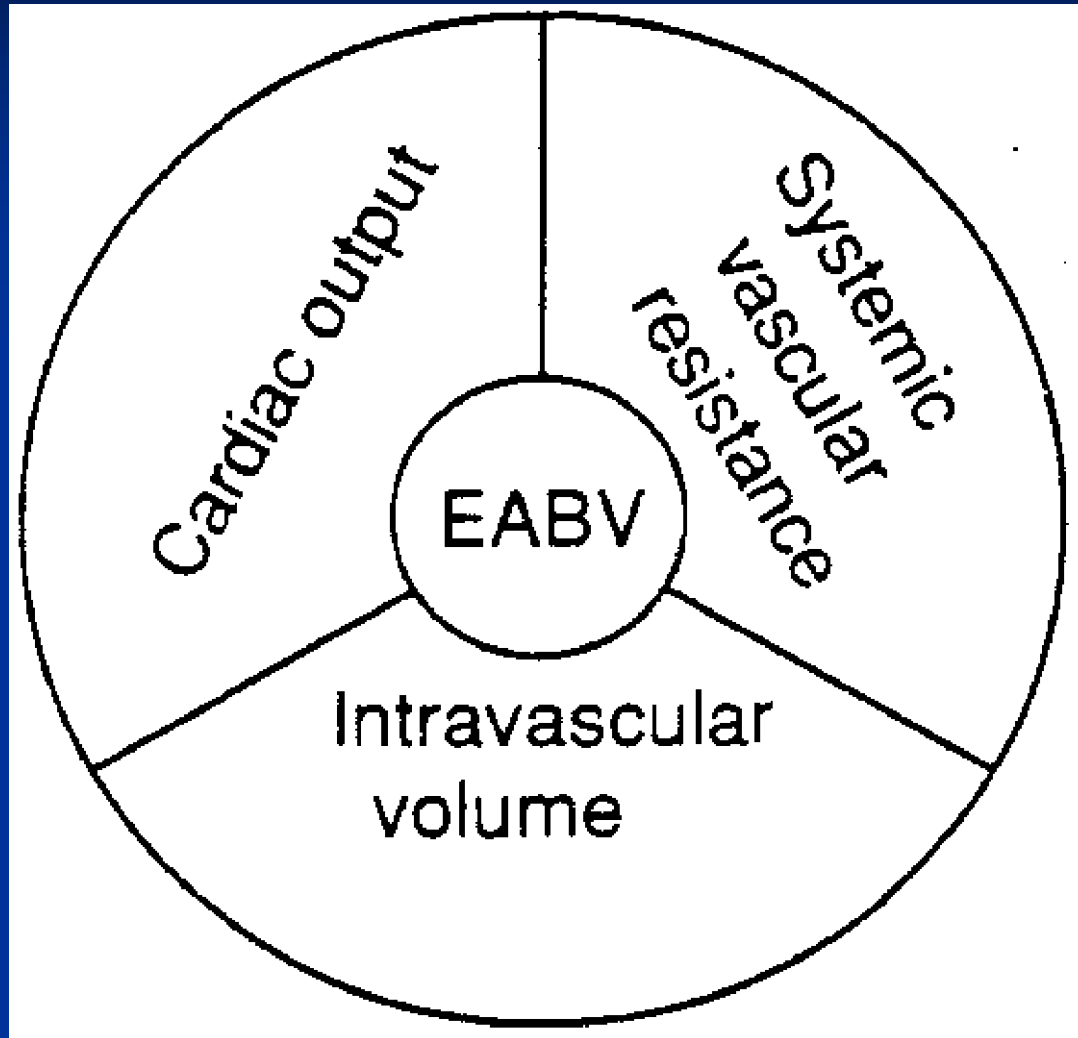 Cardiac output
Systemic
vascular
resistance
EABV
Intravascular
volume